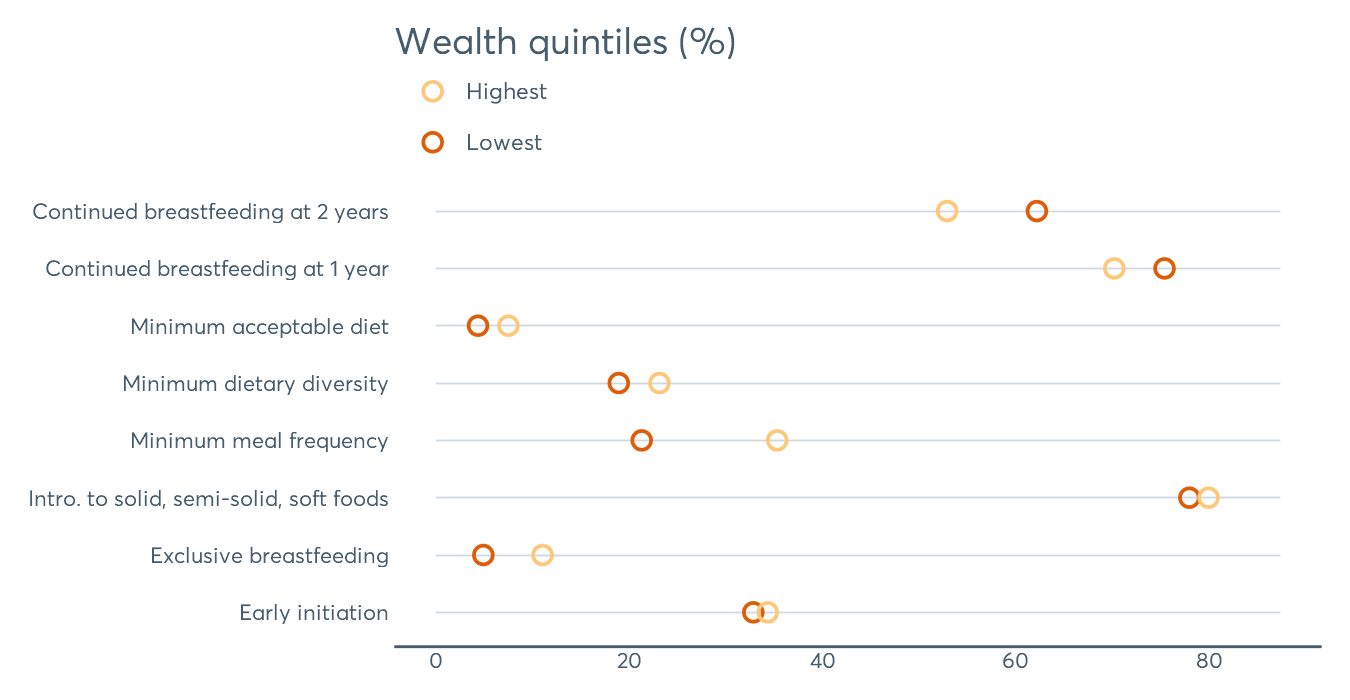 Wealth quintiles (%)
Highest
Lowest
Continued breastfeeding at 2 years
Continued breastfeeding at 1 year
Minimum acceptable diet
Minimum dietary diversity
Minimum meal frequency
Intro. to solid, semi-solid, soft foods
Exclusive breastfeeding
Early initiation
0 20 40 60 80